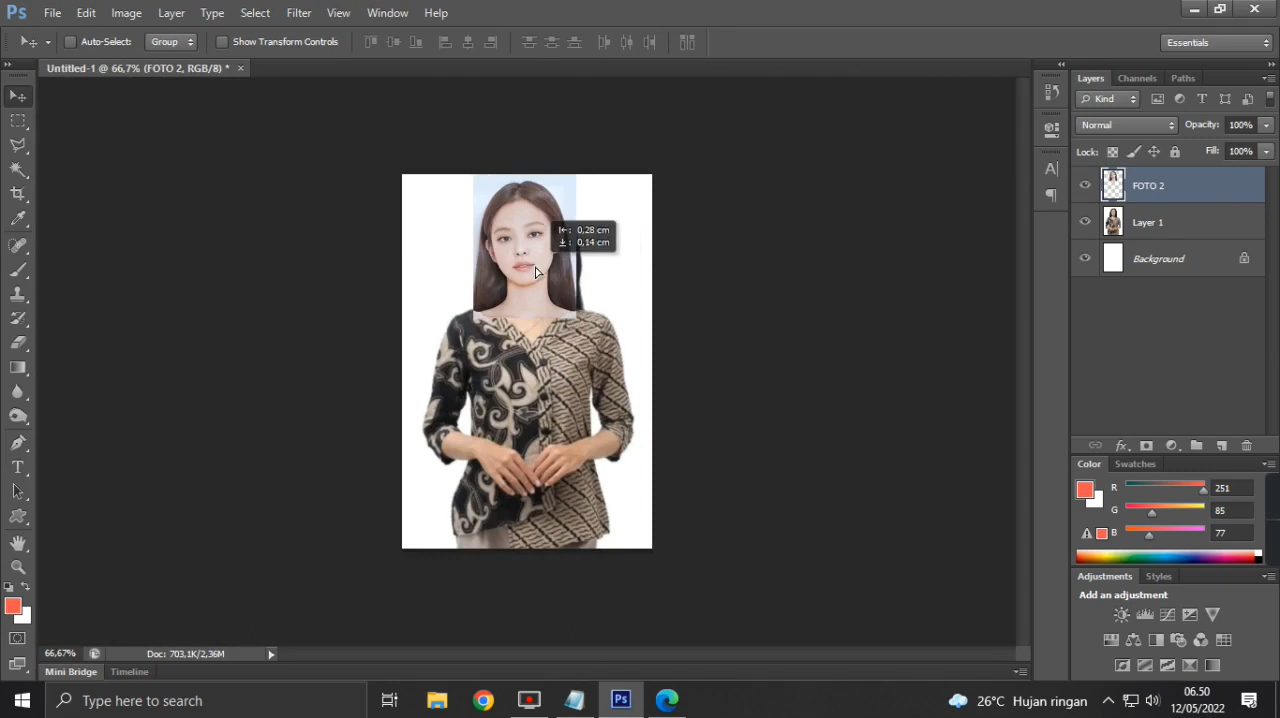 Ps File Edit Image Layer Type Select Filter View Window Help
Auto-Select: Group Show Transform Controls Essentials
Untitled-1 @ 66,7% (FOTO 2, RGB/8) * ×
Layers Channels Paths
Kind
Normal Opacity: 100%
Lock: Fill: 100%
FOTO 2
Layer 1
Background
0,28 cm
0,14 cm
Color Swatches
R 251
G 85
B 77
Adjustments Styles
Add an adjustment
66,67% Doc: 703,1K/2,36M
Mini Bridge Timeline
Type here to search Ps 26°C Hujan ringan 06.50
12/05/2022